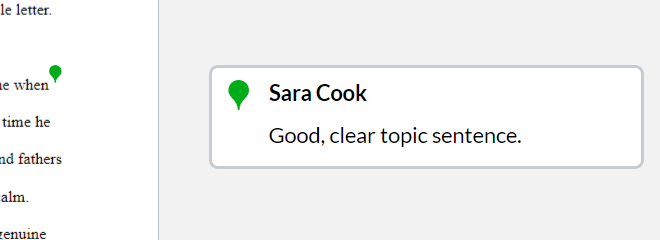 le letter.
ne when
Sara Cook
time he
Good, clear topic sentence.
nd fathers
alm.
genuine